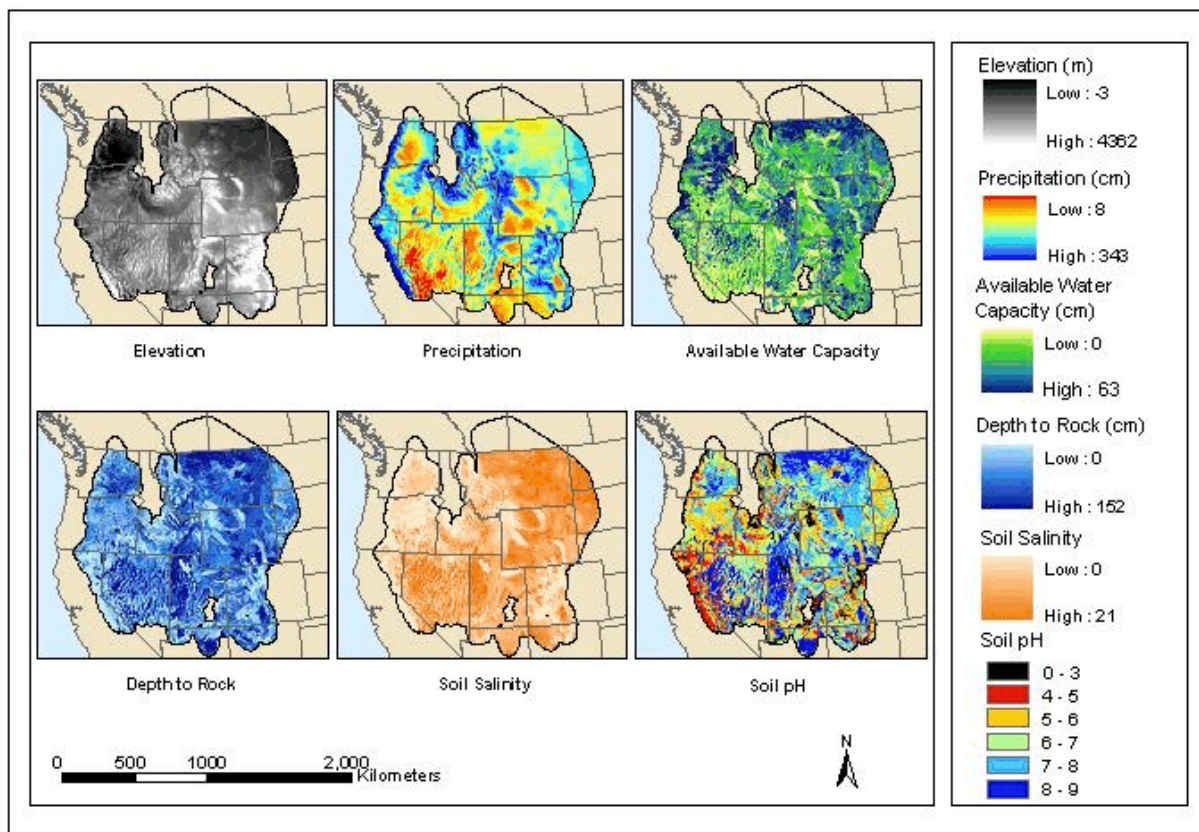 Elevation
Precipitation
Available Water Capacity
Depth to Rock
Soil Salinity
Soil pH
0 500 1000 2,000
Kilometers
N
Elevation (m)
Low : -3
High : 4362
Precipitation (cm)
Low : 8
High : 343
Available Water
Capacity (cm)
Low : 0
High : 63
Depth to Rock (cm)
Low : 0
High : 152
Soil Salinity
Low : 0
High : 21
Soil pH
0 - 3
4 - 5
5 - 6
6 - 7
7 - 8
8 - 9